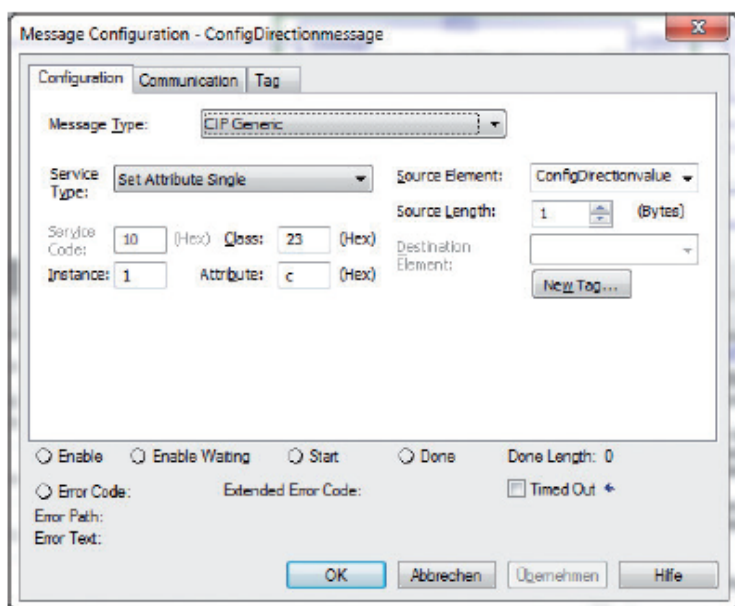 Message Configuration - ConfigDirectionmessage
Configuration Communication Tag
Message Type: CIP Generic
Service Type: Set Attribute Single
Source Element: ConfigDirectionvalue
Source Length: 1 (Bytes)
Service Code: 10 (Hex) Class: 23 (Hex)
Destination Element:
Instance: 1 Attribute: c (Hex)
New Tag...
Enable Enable Waiting Start Done Done Length: 0
Error Code: Extended Error Code: Timed Out
Error Path:
Error Text:
OK Abbrechen Übernehmen Hilfe